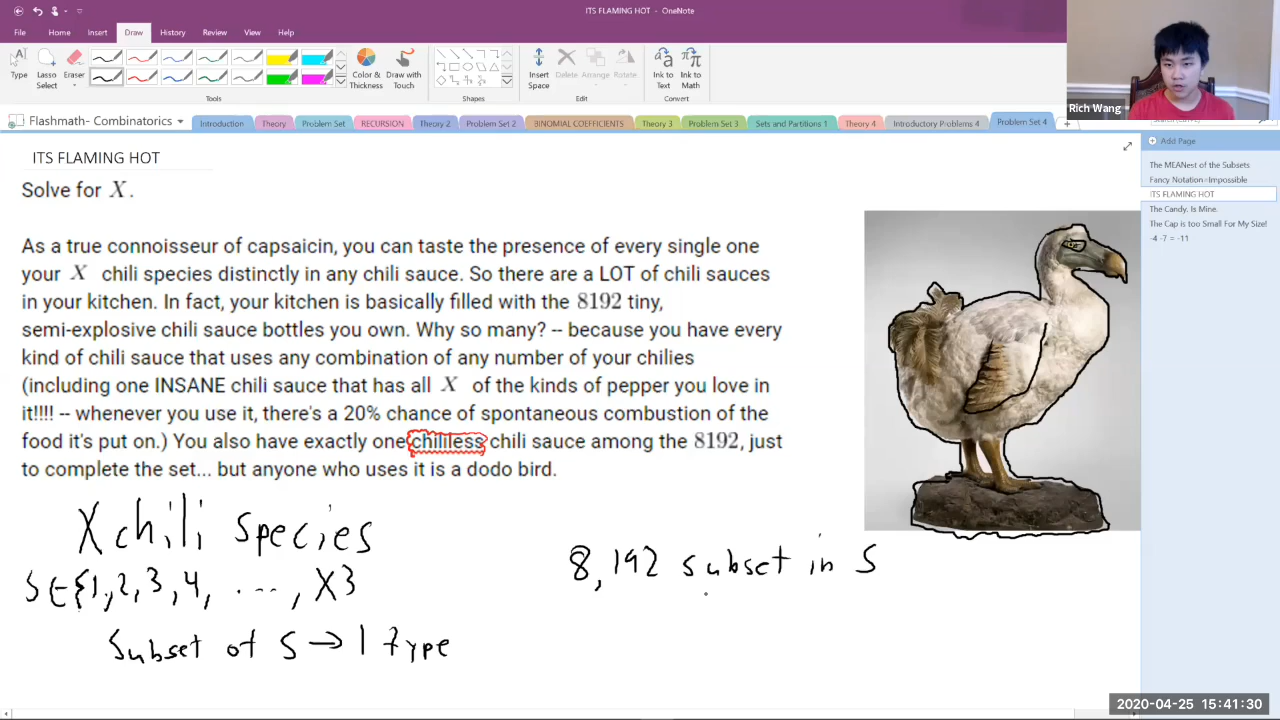 ITS FLAMING HOT - OneNote
File Home Insert Draw History Review View Help
Type
Lasso Select
Eraser
Color & Thickness
Draw with Touch
Insert Space
Delete
Arrange
Rotate
Ink to Text
Ink to Math
Tools
Shapes
Edit
Convert
Rich Wang
Flashmath- Combinatorics
Introduction Theory Problem Set RECURSION Theory 2 Problem Set 2 BINOMIAL COEFFICIENTS Theory 3 Problem Set 3 Sets and Partitions 1 Theory 4 Introductory Problems 4 Problem Set 4
Add Page
The MEANest of the Subsets
Fancy Notation=Impossible
ITS FLAMING HOT
The Candy. Is Mine.
The Cap is too Small For My Size!
-4 -7 = -11
ITS FLAMING HOT
Solve for X.
As a true connoisseur of capsaicin, you can taste the presence of every single one
your X chili species distinctly in any chili sauce. So there are a LOT of chili sauces
in your kitchen. In fact, your kitchen is basically filled with the 8192 tiny,
semi-explosive chili sauce bottles you own. Why so many? -- because you have every
kind of chili sauce that uses any combination of any number of your chilies
(including one INSANE chili sauce that has all X of the kinds of pepper you love in
it!!!! -- whenever you use it, there's a 20% chance of spontaneous combustion of the
food it's put on.) You also have exactly one chililess chili sauce among the 8192, just
to complete the set... but anyone who uses it is a dodo bird.
X chili species
S∈{1,2,3,4, ..., X}
Subset of S → 1 type
8,192 subset in S
2020-04-25 15:41:30